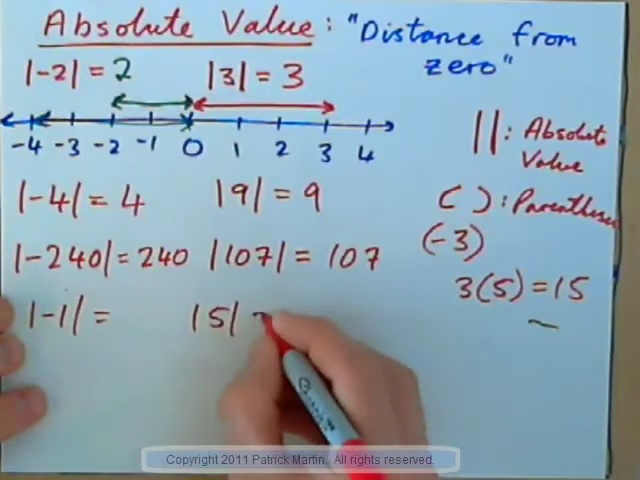 Absolute Value: "Distance from zero"
|-2| = 2 |3| = 3
-4 -3 -2 -1 0 1 2 3 4
| | : Absolute Value
|-4| = 4 |9| = 9
( ) : Parentheses
(-3)
|-240| = 240 |107| = 107
3(5) = 15
|-1| = |5|
Copyright 2011 Patrick Martin. All rights reserved.